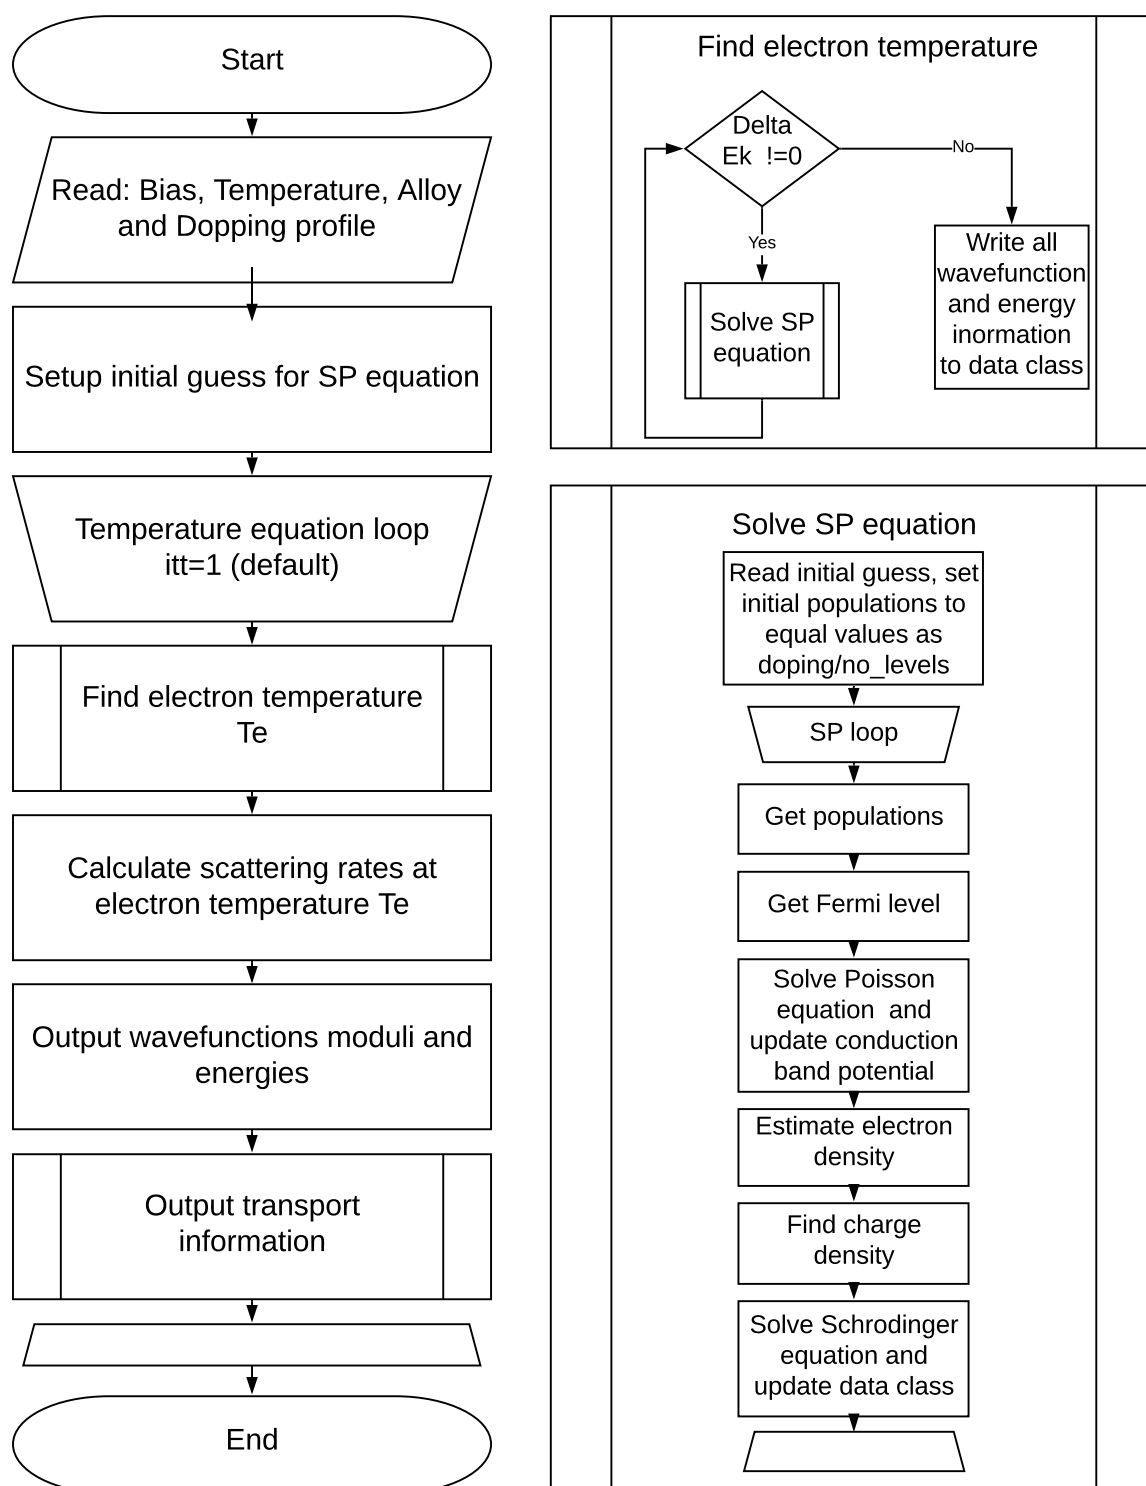 Start
Read: Bias, Temperature, Alloy
and Dopping profile
Setup initial guess for SP equation
Temperature equation loop
itt=1 (default)
Find electron temperature
Te
Calculate scattering rates at
electron temperature Te
Output wavefunctions moduli and
energies
Output transport
information
End
Find electron temperature
Delta
Ek !=0
No
Yes
Solve SP
equation
Write all
wavefunction
and energy
inormation
to data class
Solve SP equation
Read initial guess, set
initial populations to
equal values as
doping/no_levels
SP loop
Get populations
Get Fermi level
Solve Poisson
equation and
update conduction
band potential
Estimate electron
density
Find charge
density
Solve Schrodinger
equation and
update data class